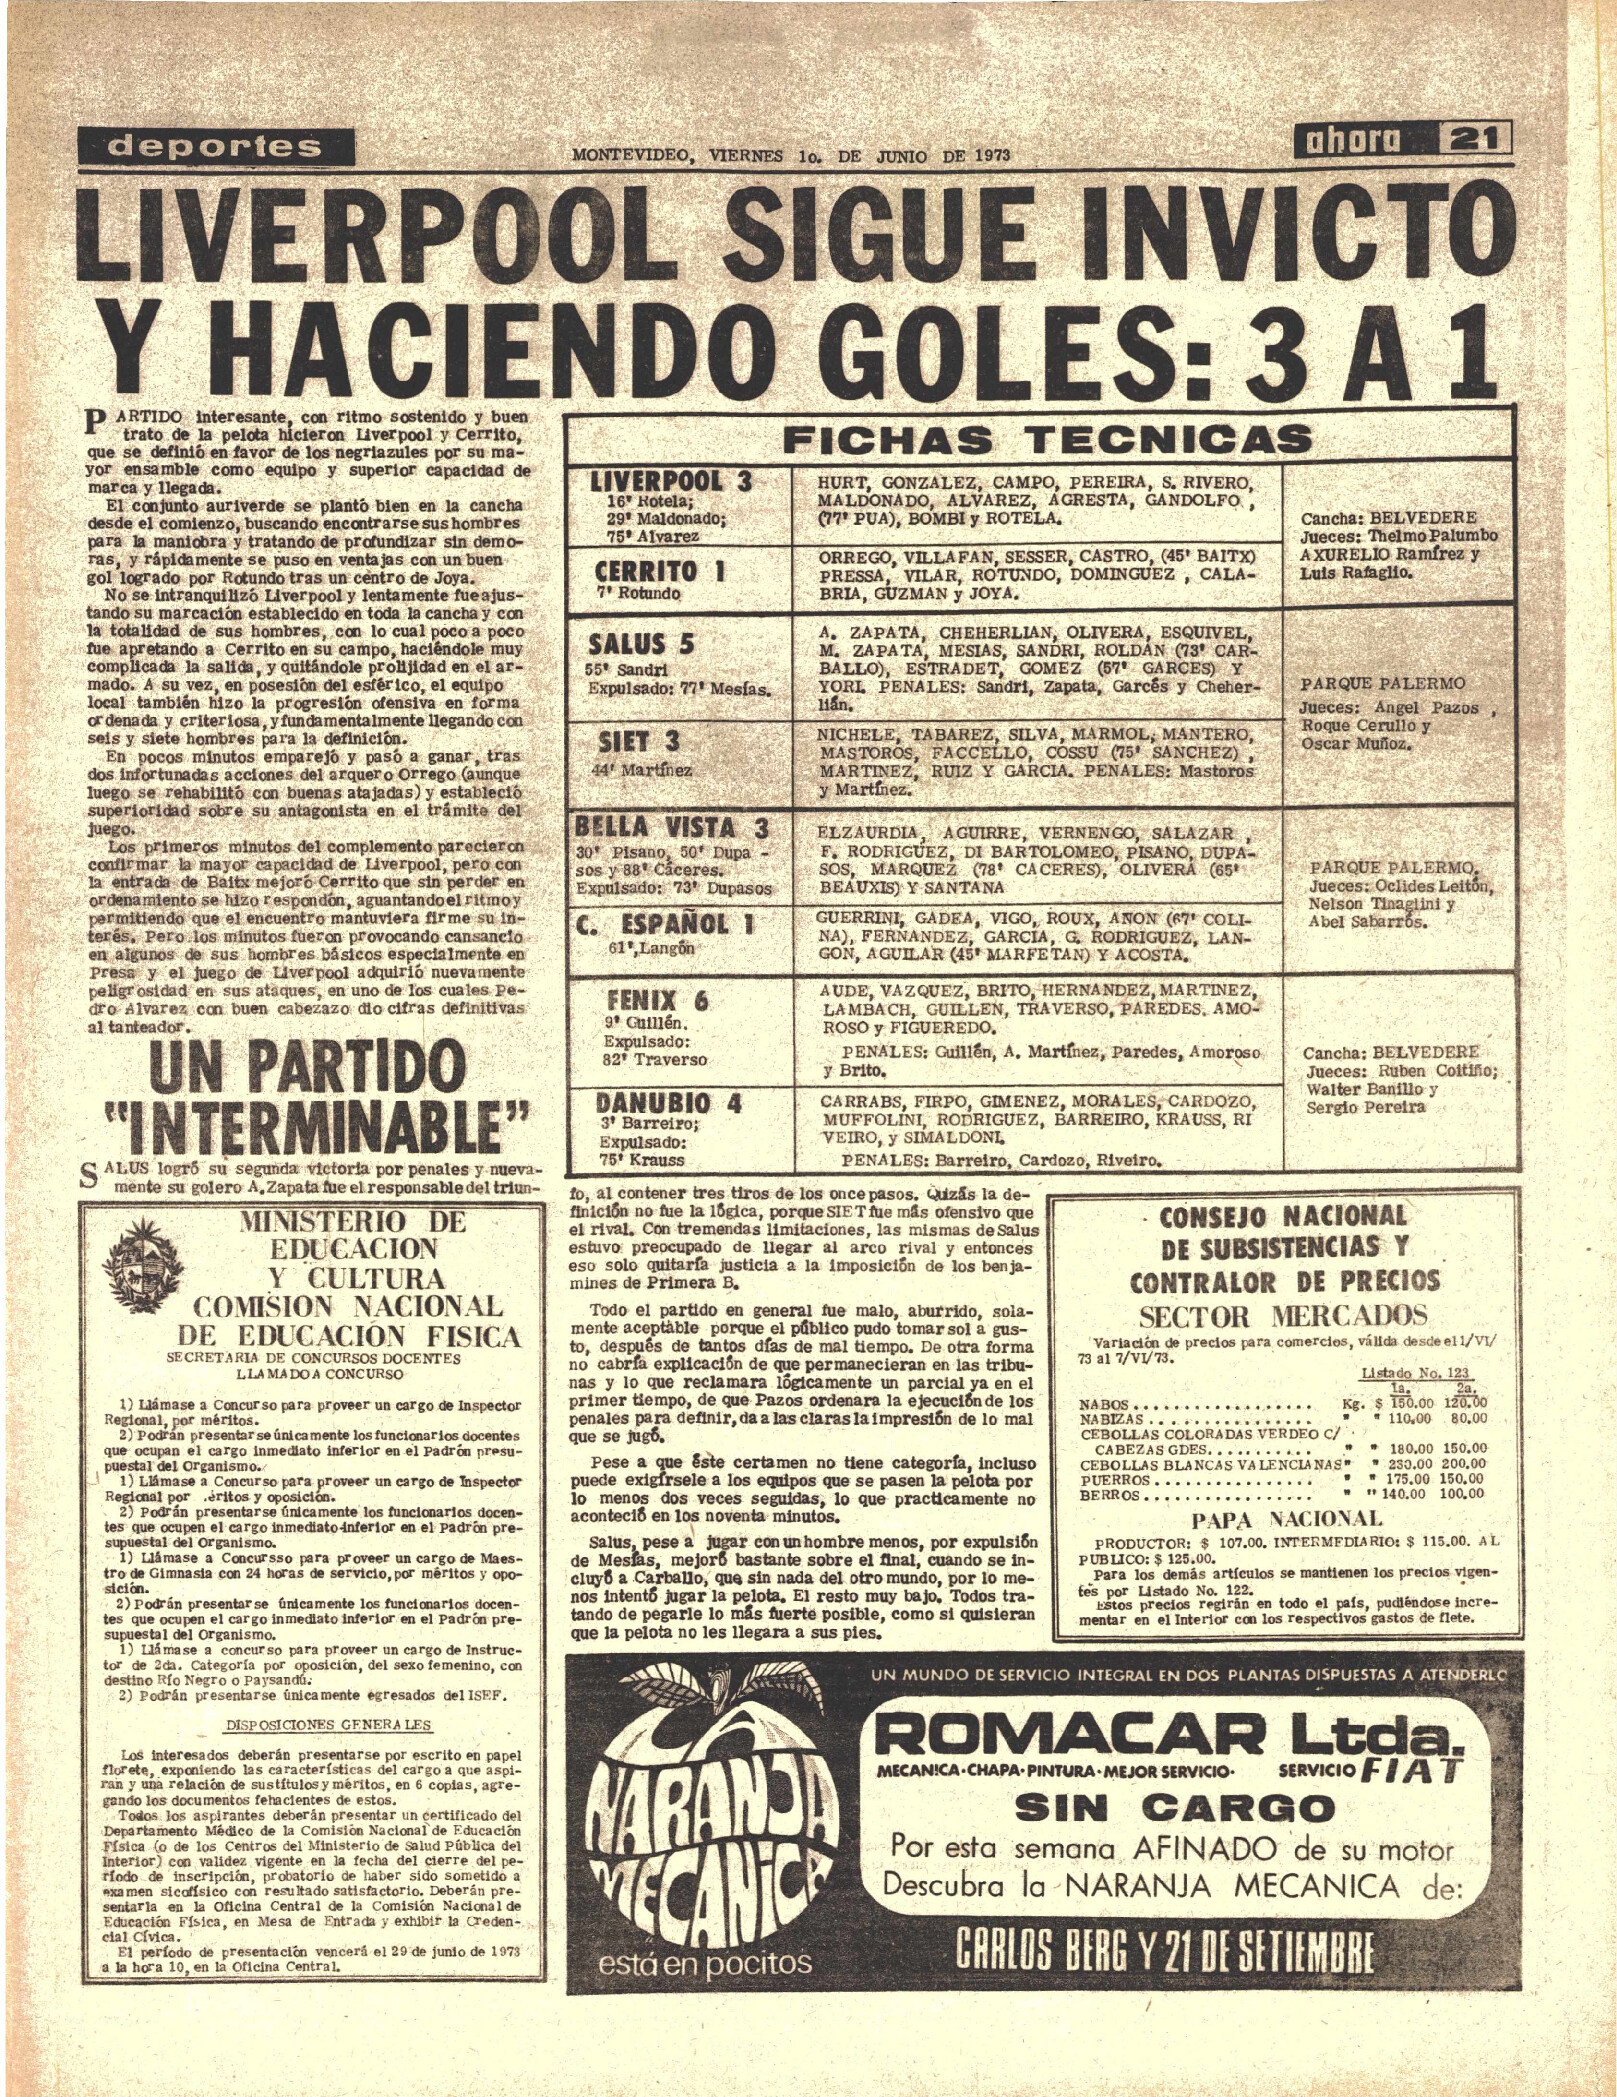 deportes
MONTEVIDEO, VIERNES 1o. DE JUNIO DE 1973
ahora 21
LIVERPOOL SIGUE INVICTO
Y HACIENDO GOLES: 3 A 1
PARTIDO interesante, con ritmo sostenido y buen
trato de la pelota hicieron Liverpool y Cerrito,
que se definió en favor de los negriazules por su ma-
yor ensamble como equipo y superior capacidad de
marca y llegada.
El conjunto auriverde se plantó bien en la cancha
desde el comienzo, buscando encontrarse sus hombres
para la maniobra y tratando de profundizar sin demo-
ras, y rápidamente se puso en ventajas con un buen
gol logrado por Rotundo tras un centro de Joya.
No se intranquilizó Liverpool y lentamente fue ajus-
tando su marcación establecido en toda la cancha y con
la totalidad de sus hombres, con lo cual poco a poco
fue apretando a Cerrito en su campo, haciéndole muy
complicada la salida, y quitándole prolijidad en el ar-
mado. A su vez, en posesión del esférico, el equipo
local también hizo la progresión ofensiva en forma
ordenada y criteriosa, y fundamentalmente llegando con
seis y siete hombres para la definición.
En pocos minutos emparejó y pasó a ganar, tras
dos infortunadas acciones del arquero Orrego (aunque
luego se rehabilitó con buenas atajadas) y estableció
superioridad sobre su antagonista en el trámite del
juego.
Los primeros minutos del complemento parecieron
confirmar la mayor capacidad de Liverpool, pero con
la entrada de Baitx mejoró Cerrito que sin perder en
ordenamiento se hizo respondón, aguantando el ritmo y
permitiendo que el encuentro mantuviera firme su in-
terés. Pero los minutos fueron provocando cansancio
en algunos de sus hombres básicos especialmente en
Press y el juego de Liverpool adquirió nuevamente
peligrosidad en sus ataques, en uno de los cuales Pe-
dro Alvarez con buen cabezazo dio cifras definitivas
al tanteador.
FICHAS TECNICAS
LIVERPOOL 3
16' Rotela;
29' Maldonado;
75' Alvarez
HURT, GONZALEZ, CAMPO, PEREIRA, S. RIVERO,
MALDONADO, ALVAREZ, AGRESTA, GANDOLFO,
(77' PUA), BOMBI y ROTELA.
CERRITO 1
7' Rotundo
ORREGO, VILLAFAN, SESSER, CASTRO, (45' BAITX)
PRESSA, VILAR, ROTUNDO, DOMINGUEZ, CALA-
BRIA, GUZMAN y JOYA.
Cancha: BELVEDERE
Jueces: Thelmo Palumbo
AXURELIO Ramírez y
Luis Rafaglio.
SALUS 5
55' Sandri
Expulsado: 77' Mesías.
A. ZAPATA, CHEHERLIAN, OLIVERA, ESQUIVEL,
M. ZAPATA, MESIAS, SANDRI, ROLDAN (73' CAR-
BALLO), ESTRADET, GOMEZ (57' GARCES) Y
YORI. PENALES: Sandri, Zapata, Garcés y Cheher-
lián.
SIET 3
44' Martínez
NICHELE, TABAREZ, SILVA, MARMOL, MANTERO,
MASTOROS, FACCELLO, COSSU (75' SANCHEZ),
MARTINEZ, RUIZ Y GARCIA. PENALES: Mastoros
y Martínez.
PARQUE PALERMO
Jueces: Angel Pazos,
Roque Cerullo y
Oscar Muñoz.
BELLA VISTA 3
30' Pisano, 50' Dupa-
sos y 88' Cáceres.
Expulsado: 73' Dupasos
ELZAURDIA, AGUIRRE, VERNENGO, SALAZAR,
F. RODRIGUEZ, DI BARTOLOMEO, PISANO, DUPA-
SOS, MARQUEZ (78' CACERES), OLIVERA (65'
BEAUXIS) Y SANTANA
C. ESPAÑOL 1
61', Langón
GUERRINI, GADEA, VIGO, ROUX, AÑON (67' COLI-
NA), FERNANDEZ, GARCIA, G. RODRIGUEZ, LAN-
GON, AGUILAR (45' MARFETAN) Y ACOSTA.
PARQUE PALERMO.
Jueces: Oclides Leitón,
Nelson Tinaglini y
Abel Sabarrós.
FENIX 6
9' Guillén.
Expulsado:
82' Traverso
AUDE, VAZQUEZ, BRITO, HERNANDEZ, MARTINEZ,
LAMBACH, GUILLEN, TRAVERSO, PAREDES, AMO-
ROSO y FIGUEREDO.
PENALES: Guillén, A. Martínez, Paredes, Amoroso
y Brito.
DANUBIO 4
3' Barreiro;
Expulsado:
75' Krauss
CARRABS, FIRPO, GIMENEZ, MORALES, CARDOZO,
MUFFOLINI, RODRIGUEZ, BARREIRO, KRAUSS, RI
VEIRO, y SIMALDONI.
PENALES: Barreiro, Cardozo, Riveiro.
Cancha: BELVEDERE
Jueces: Ruben Coitiño;
Walter Banillo y
Sergio Pereira
UN PARTIDO
"INTERMINABLE"
SALUS logró su segunda victoria por penales y nueva-
mente su golero A. Zapata fue el responsable del triun-
fo, al contener tres tiros de los once pasos. Quizás la de-
finición no fue la lógica, porque SIET fue más ofensivo que
el rival. Con tremendas limitaciones, las mismas de Salus
estuvo preocupado de llegar al arco rival y entonces
eso solo quitaría justicia a la imposición de los benja-
mines de Primera B.
Todo el partido en general fue malo, aburrido, sola-
mente aceptable porque el público pudo tomar sol a gus-
to, después de tantos días de mal tiempo. De otra forma
no cabría explicación de que permanecieran en las tribu-
nas y lo que reclamara lógicamente un parcial ya en el
primer tiempo, de que Pazos ordenara la ejecución de los
penales para definir, da a las claras la impresión de lo mal
que se jugó.
Pese a que éste certamen no tiene categoría, incluso
puede exigírsele a los equipos que se pasen la pelota por
lo menos dos veces seguidas, lo que practicamente no
aconteció en los noventa minutos.
Salus, pese a jugar con un hombre menos, por expulsión
de Mesías, mejoró bastante sobre el final, cuando se in-
cluyó a Carballo, que sin nada del otro mundo, por lo me-
nos intentó jugar la pelota. El resto muy bajo. Todos tra-
tando de pegarle lo más fuerte posible, como si quisieran
que la pelota no les llegara a sus pies.
MINISTERIO DE
EDUCACION
Y CULTURA
COMISION NACIONAL
DE EDUCACIÓN FISICA
SECRETARIA DE CONCURSOS DOCENTES
LLAMADO A CONCURSO
1) Llámase a Concurso para proveer un cargo de Inspector
Regional, por méritos.
2) Podrán presentarse únicamente los funcionarios docentes
que ocupan el cargo inmediato inferior en el Padrón presu-
puestal del Organismo.
1) Llámase a Concurso para proveer un cargo de Inspector
Regional por .éritos y oposición.
2) Podrán presentarse únicamente los funcionarios docen-
tes que ocupen el cargo inmediato inferior en el Padrón pre-
supuestal del Organismo.
1) Llámase a Concursso para proveer un cargo de Maes-
tro de Gimnasia con 24 horas de servicio, por méritos y opo-
sición.
2) Podrán presentarse únicamente los funcionarios docen-
tes que ocupen el cargo inmediato inferior en el Padrón pre-
supuestal del Organismo.
1) Llámase a concurso para proveer un cargo de Instruc-
tor de 2da. Categoría por oposición, del sexo femenino, con
destino Río Negro o Paysandú.
2) Podrán presentarse únicamente egresados del ISEF.
DISPOSICIONES GENERALES
Los interesados deberán presentarse por escrito en papel
florete, exponiendo las características del cargo a que aspi-
ran y una relación de sus títulos y méritos, en 6 copias, agre-
gando los documentos fehacientes de estos.
Todos los aspirantes deberán presentar un certificado del
Departamento Médico de la Comisión Nacional de Educación
Física (o de los Centros del Ministerio de Salud Pública del
Interior) con validez vigente en la fecha del cierre del pe-
ríodo de inscripción, probatorio de haber sido sometido a
examen sicofísico con resultado satisfactorio. Deberán pre-
sentarla en la Oficina Central de la Comisión Nacional de
Educación Física, en Mesa de Entrada y exhibir la Creden-
cial Cívica.
El período de presentación vencerá el 29 de junio de 1973
a la hora 10, en la Oficina Central.
CONSEJO NACIONAL
DE SUBSISTENCIAS Y
CONTRALOR DE PRECIOS
SECTOR MERCADOS
Variación de precios para comercios, válida desde el 1/VI/
73 al 7/VI/73.
Listado No. 123
1a. 2a.
NABOS.................. Kg. $ 150.00 120.00
NABIZAS ................ " " 110.00 80.00
CEBOLLAS COLORADAS VERDEO C/
CABEZAS GDES........... " " 180.00 150.00
CEBOLLAS BLANCAS VALENCIANAS " " 230.00 200.00
PUERROS................ " " 175.00 150.00
BERROS................. " " 140.00 100.00
PAPA NACIONAL
PRODUCTOR: $ 107.00. INTERMEDIARIO: $ 115.00. AL
PUBLICO: $ 125.00.
Para los demás artículos se mantienen los precios vigen-
tes por Listado No. 122.
Estos precios regirán en todo el país, pudiéndose incre-
mentar en el Interior con los respectivos gastos de flete.
UN MUNDO DE SERVICIO INTEGRAL EN DOS PLANTAS DISPUESTAS A ATENDERLO
LA NARANJA MECANICA
está en pocitos
ROMACAR Ltda.
MECANICA·CHAPA·PINTURA·MEJOR SERVICIO· SERVICIO FIAT
SIN CARGO
Por esta semana AFINADO de su motor
Descubra la NARANJA MECANICA de:
CARLOS BERG Y 21 DE SETIEMBRE